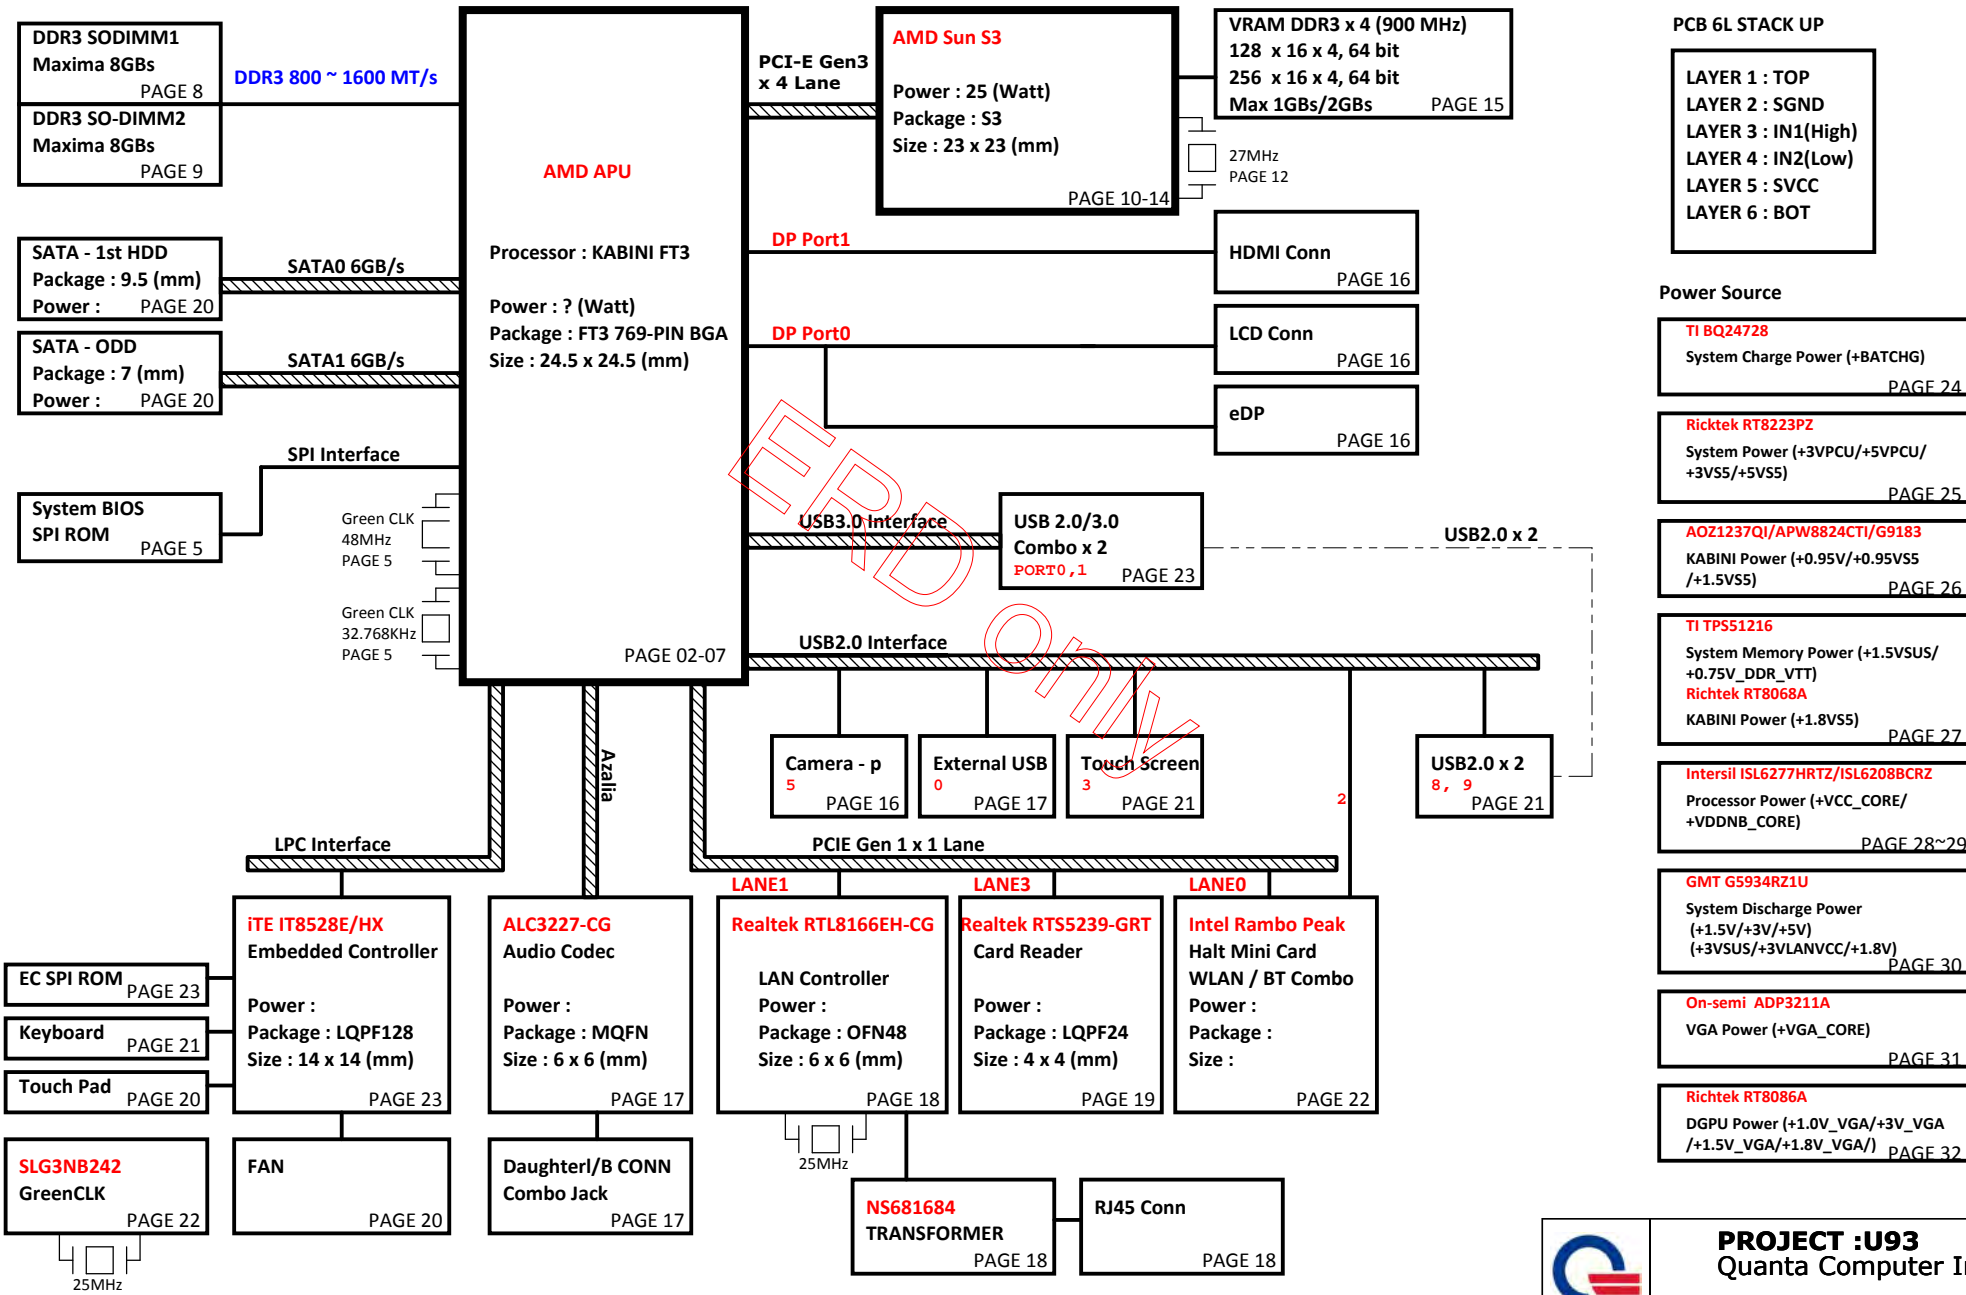 DDR3 SODIMM1
Maxima 8GBs
PAGE 8
DDR3 SO-DIMM2
Maxima 8GBs
PAGE 9
DDR3 800 ~ 1600 MT/s
SATA - 1st HDD
Package : 9.5 (mm)
Power : PAGE 20
SATA0 6GB/s
SATA - ODD
Package : 7 (mm)
Power : PAGE 20
SATA1 6GB/s
SPI Interface
System BIOS
SPI ROM
PAGE 5
Green CLK
48MHz
PAGE 5
Green CLK
32.768KHz
PAGE 5
AMD APU
Processor : KABINI FT3
Power : ? (Watt)
Package : FT3 769-PIN BGA
Size : 24.5 x 24.5 (mm)
PAGE 02-07
PCI-E Gen3
x 4 Lane
AMD Sun S3
Power : 25 (Watt)
Package : S3
Size : 23 x 23 (mm)
PAGE 10-14
VRAM DDR3 x 4 (900 MHz)
128 x 16 x 4, 64 bit
256 x 16 x 4, 64 bit
Max 1GBs/2GBs PAGE 15
27MHz
PAGE 12
DP Port1
HDMI Conn
PAGE 16
DP Port0
LCD Conn
PAGE 16
eDP
PAGE 16
ERD only
USB3.0 Interface
USB 2.0/3.0
Combo x 2
PORT0,1
PAGE 23
USB2.0 x 2
USB2.0 Interface
Camera - p
5
PAGE 16
External USB
0
PAGE 17
Touch Screen
3
PAGE 21
2
USB2.0 x 2
8, 9
PAGE 21
Azalia
LPC Interface
PCIE Gen 1 x 1 Lane
LANE1
LANE3
LANE0
iTE IT8528E/HX
Embedded Controller
Power :
Package : LQPF128
Size : 14 x 14 (mm)
PAGE 23
EC SPI ROM
PAGE 23
Keyboard
PAGE 21
Touch Pad
PAGE 20
SLG3NB242
GreenCLK
PAGE 22
25MHz
FAN
PAGE 20
ALC3227-CG
Audio Codec
Power :
Package : MQFN
Size : 6 x 6 (mm)
PAGE 17
Daughterl/B CONN
Combo Jack
PAGE 17
Realtek RTL8166EH-CG
LAN Controller
Power :
Package : OFN48
Size : 6 x 6 (mm)
PAGE 18
25MHz
NS681684
TRANSFORMER
PAGE 18
RJ45 Conn
PAGE 18
Realtek RTS5239-GRT
Card Reader
Power :
Package : LQPF24
Size : 4 x 4 (mm)
PAGE 19
Intel Rambo Peak
Halt Mini Card
WLAN / BT Combo
Power :
Package :
Size :
PAGE 22
PCB 6L STACK UP
LAYER 1 : TOP
LAYER 2 : SGND
LAYER 3 : IN1(High)
LAYER 4 : IN2(Low)
LAYER 5 : SVCC
LAYER 6 : BOT
Power Source
TI BQ24728
System Charge Power (+BATCHG)
PAGE 24
Ricktek RT8223PZ
System Power (+3VPCU/+5VPCU/
+3VS5/+5VS5)
PAGE 25
AOZ1237QI/APW8824CTI/G9183
KABINI Power (+0.95V/+0.95VS5
/+1.5VS5)
PAGE 26
TI TPS51216
System Memory Power (+1.5VSUS/
+0.75V_DDR_VTT)
Richtek RT8068A
KABINI Power (+1.8VS5)
PAGE 27
Intersil ISL6277HRTZ/ISL6208BCRZ
Processor Power (+VCC_CORE/
+VDDNB_CORE)
PAGE 28~29
GMT G5934RZ1U
System Discharge Power
(+1.5V/+3V/+5V)
(+3VSUS/+3VLANVCC/+1.8V)
PAGE 30
On-semi ADP3211A
VGA Power (+VGA_CORE)
PAGE 31
Richtek RT8086A
DGPU Power (+1.0V_VGA/+3V_VGA
/+1.5V_VGA/+1.8V_VGA/)
PAGE 32
PROJECT :U93
Quanta Computer